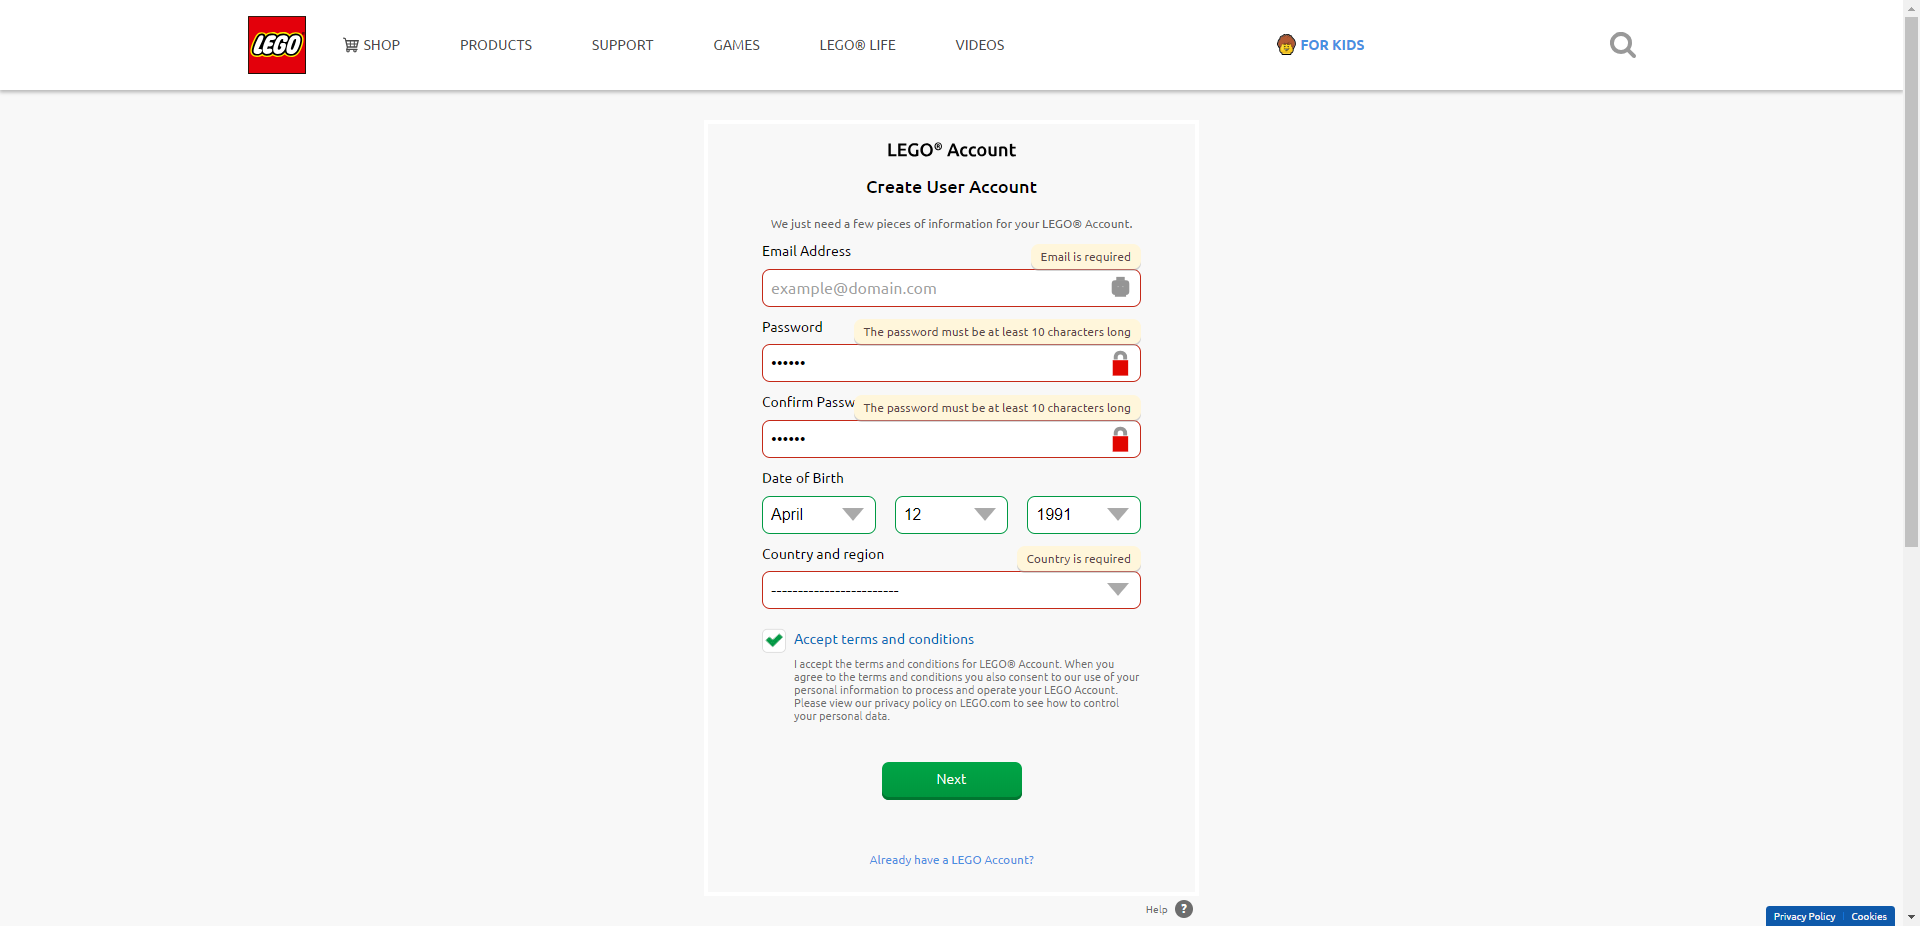 LEGO
SHOP PRODUCTS SUPPORT GAMES LEGO® LIFE VIDEOS FOR KIDS
LEGO® Account
Create User Account
We just need a few pieces of information for your LEGO® Account.
Email Address
Email is required
example@domain.com
Password
The password must be at least 10 characters long
••••••
Confirm Passw
The password must be at least 10 characters long
••••••
Date of Birth
April 12 1991
Country and region
Country is required
------------------------
Accept terms and conditions
I accept the terms and conditions for LEGO® Account. When you
agree to the terms and conditions you also consent to our use of your
personal information to process and operate your LEGO Account.
Please view our privacy policy on LEGO.com to see how to control
your personal data.
Next
Already have a LEGO Account?
Help ?
Privacy Policy Cookies